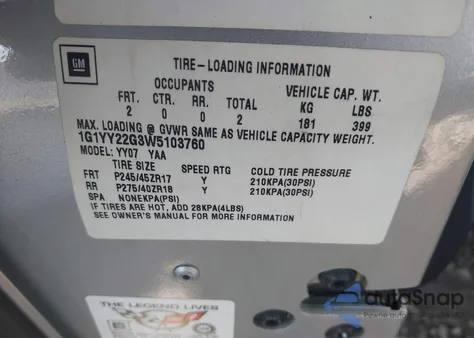 GM
TIRE-LOADING INFORMATION
OCCUPANTS VEHICLE CAP. WT.
FRT. CTR. RR. TOTAL KG LBS
2 0 0 2 181 399
MAX. LOADING @ GVWR SAME AS VEHICLE CAPACITY WEIGHT.
1G1YY22G3W5103760
MODEL: YY07 YAA
TIRE SIZE SPEED RTG COLD TIRE PRESSURE
FRT P245/45ZR17 Y 210KPA(30PSI)
RR P275/40ZR18 Y 210KPA(30PSI)
SPA NONEKPA(PSI)
IF TIRES ARE HOT, ADD 28KPA(4LBS)
SEE OWNER'S MANUAL FOR MORE INFORMATION
THE LEGEND LIVES
autoSnap